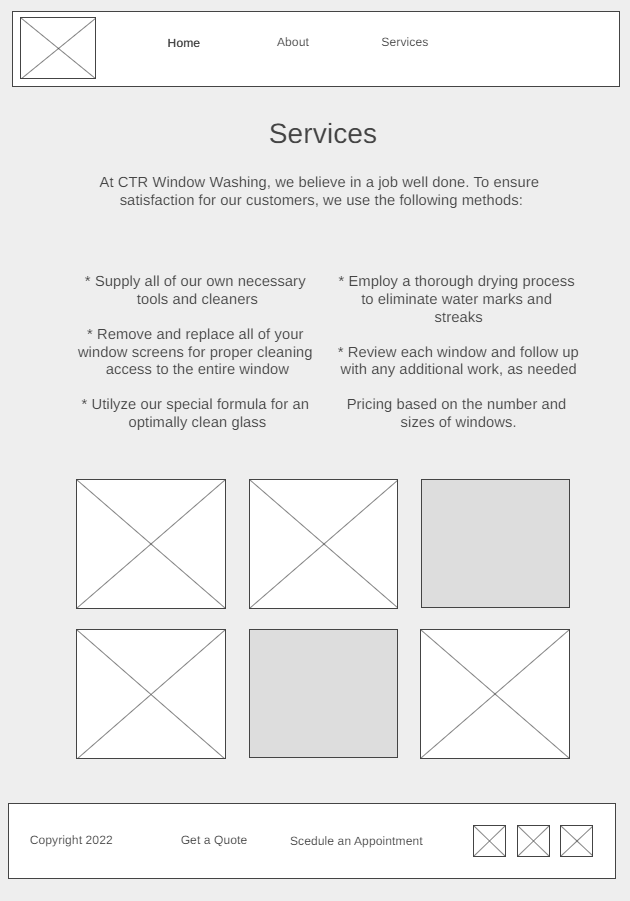 Home About Services
Services
At CTR Window Washing, we believe in a job well done. To ensure
satisfaction for our customers, we use the following methods:
* Supply all of our own necessary
tools and cleaners
* Remove and replace all of your
window screens for proper cleaning
access to the entire window
* Utilyze our special formula for an
optimally clean glass
* Employ a thorough drying process
to eliminate water marks and
streaks
* Review each window and follow up
with any additional work, as needed
Pricing based on the number and
sizes of windows.
Copyright 2022 Get a Quote Scedule an Appointment